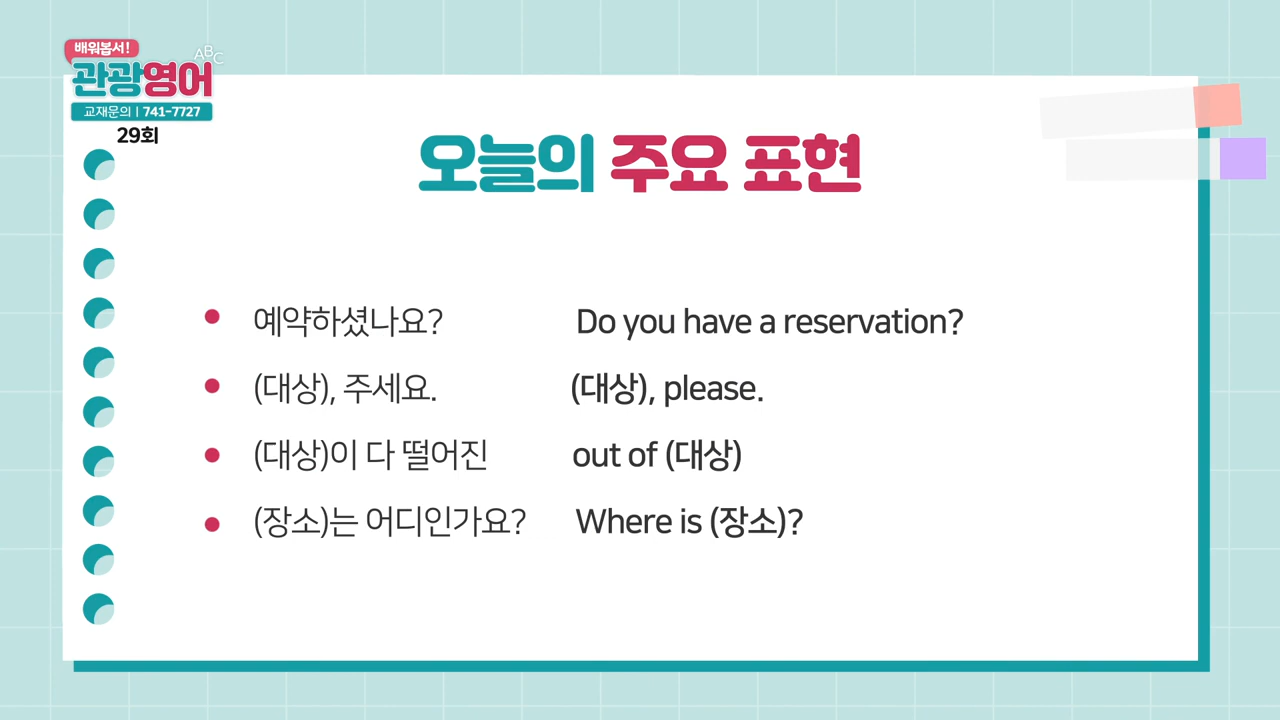 배워봅서!
ABC
관광영어
교재문의 | 741-7727
29회
오늘의 주요 표현
예약하셨나요? Do you have a reservation?
(대상), 주세요. (대상), please.
(대상)이 다 떨어진 out of (대상)
(장소)는 어디인가요? Where is (장소)?